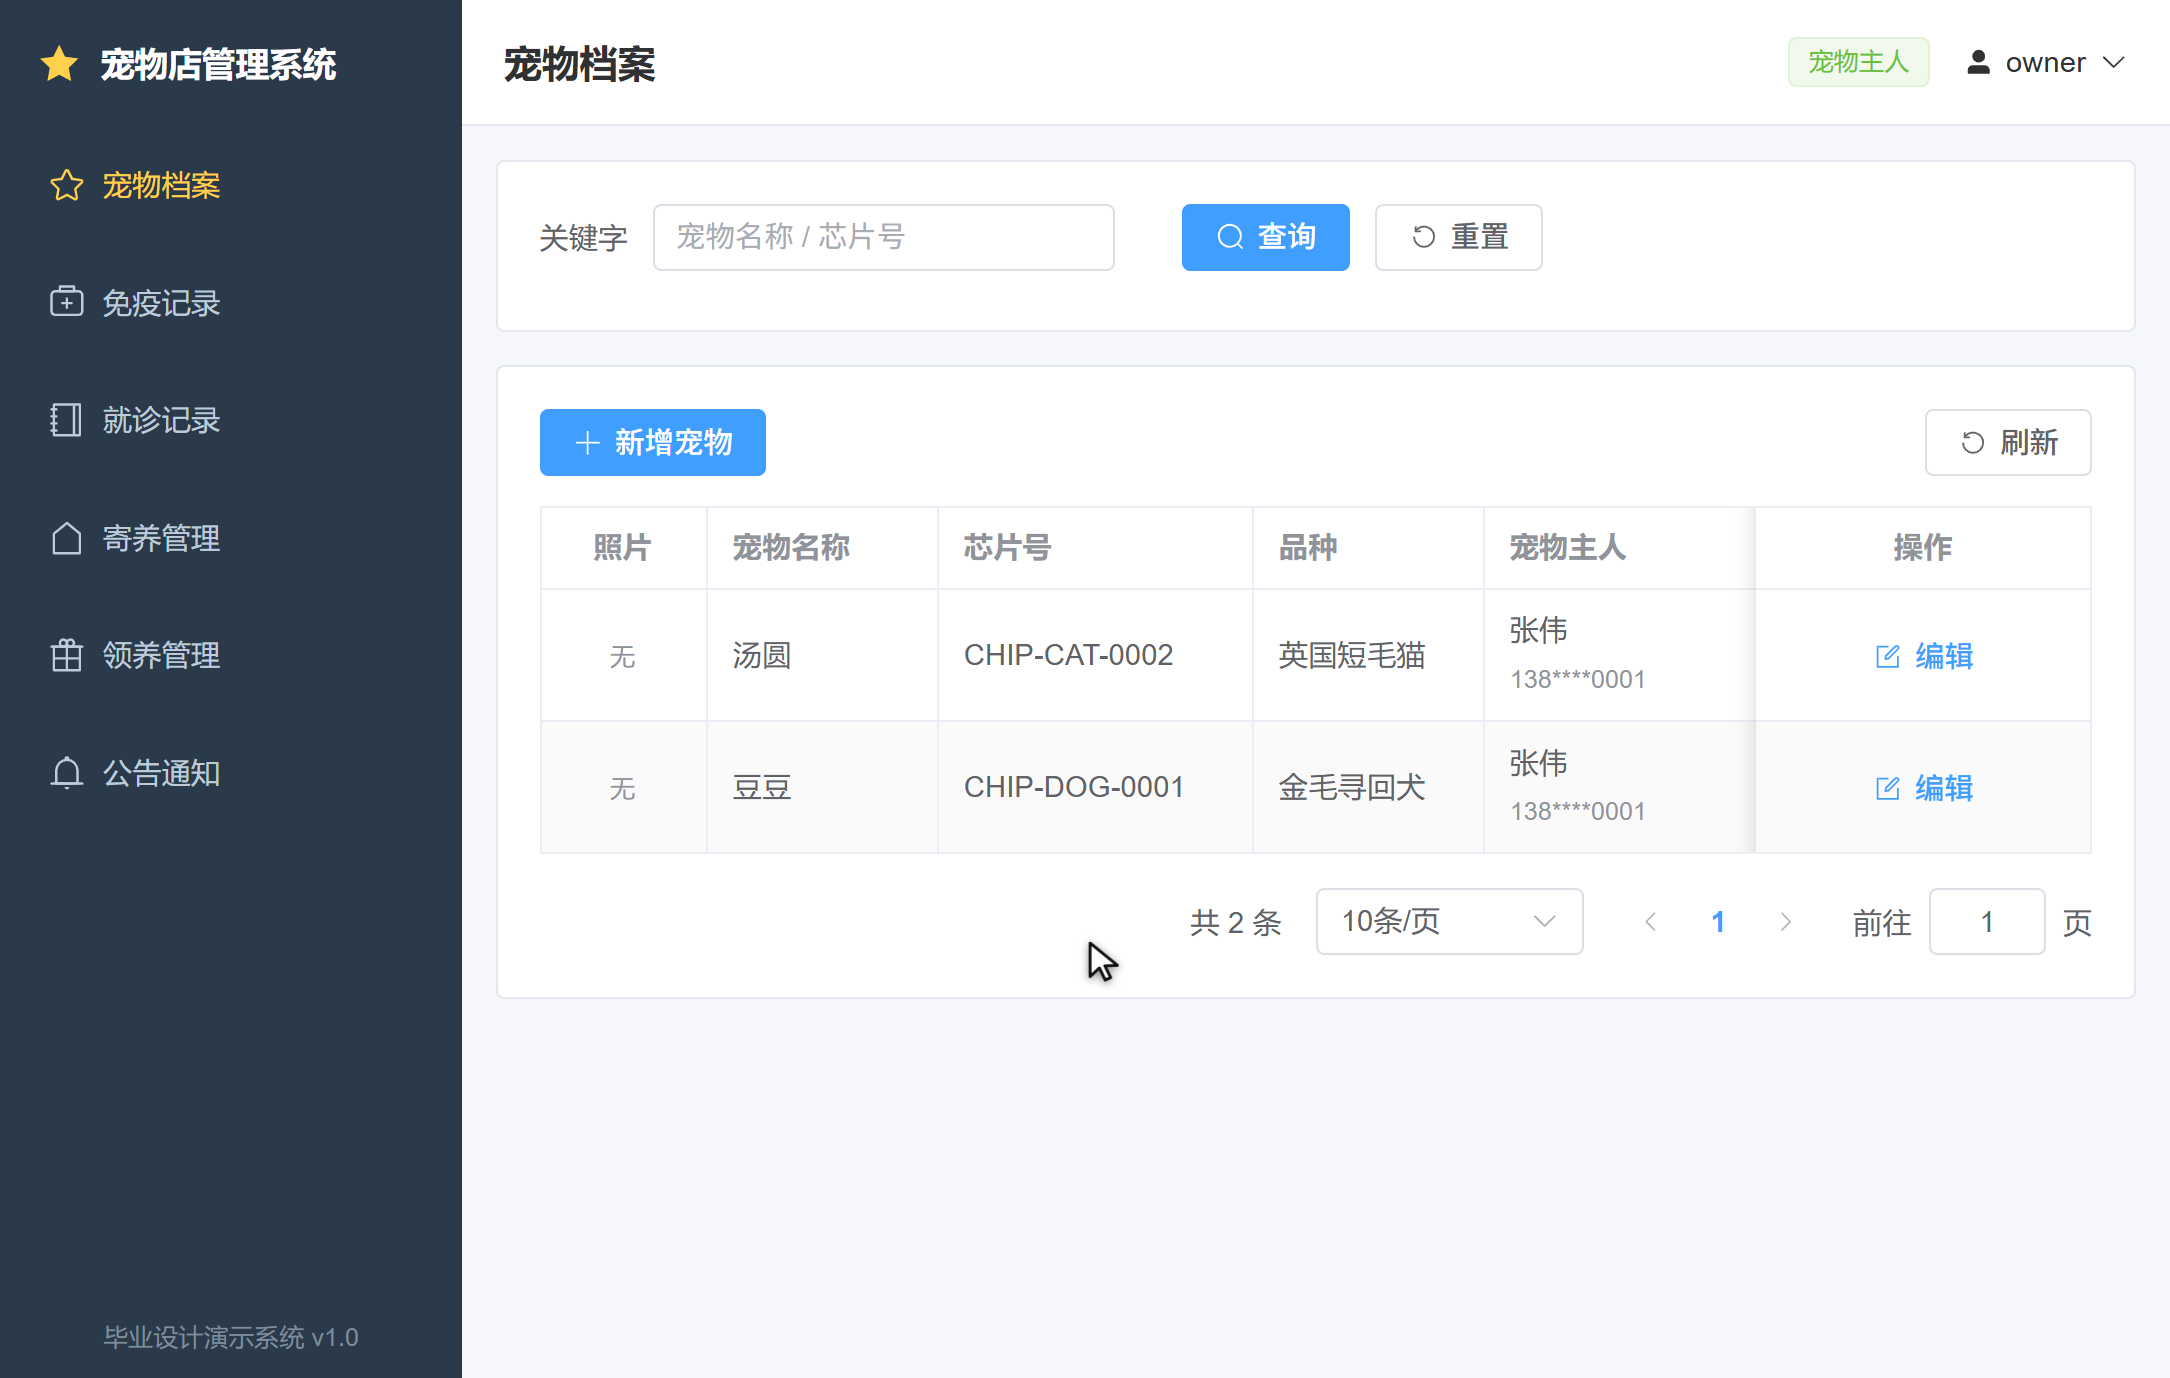 宠物店管理系统
宠物档案
免疫记录
就诊记录
寄养管理
领养管理
公告通知
毕业设计演示系统 v1.0
宠物档案
宠物主人 owner
关键字 宠物名称 / 芯片号 查询 重置
新增宠物 刷新
照片 宠物名称 芯片号 品种 宠物主人 操作
无 汤圆 CHIP-CAT-0002 英国短毛猫 张伟 编辑
138****0001
无 豆豆 CHIP-DOG-0001 金毛寻回犬 张伟 编辑
138****0001
共 2 条 10条/页 1 前往 1 页